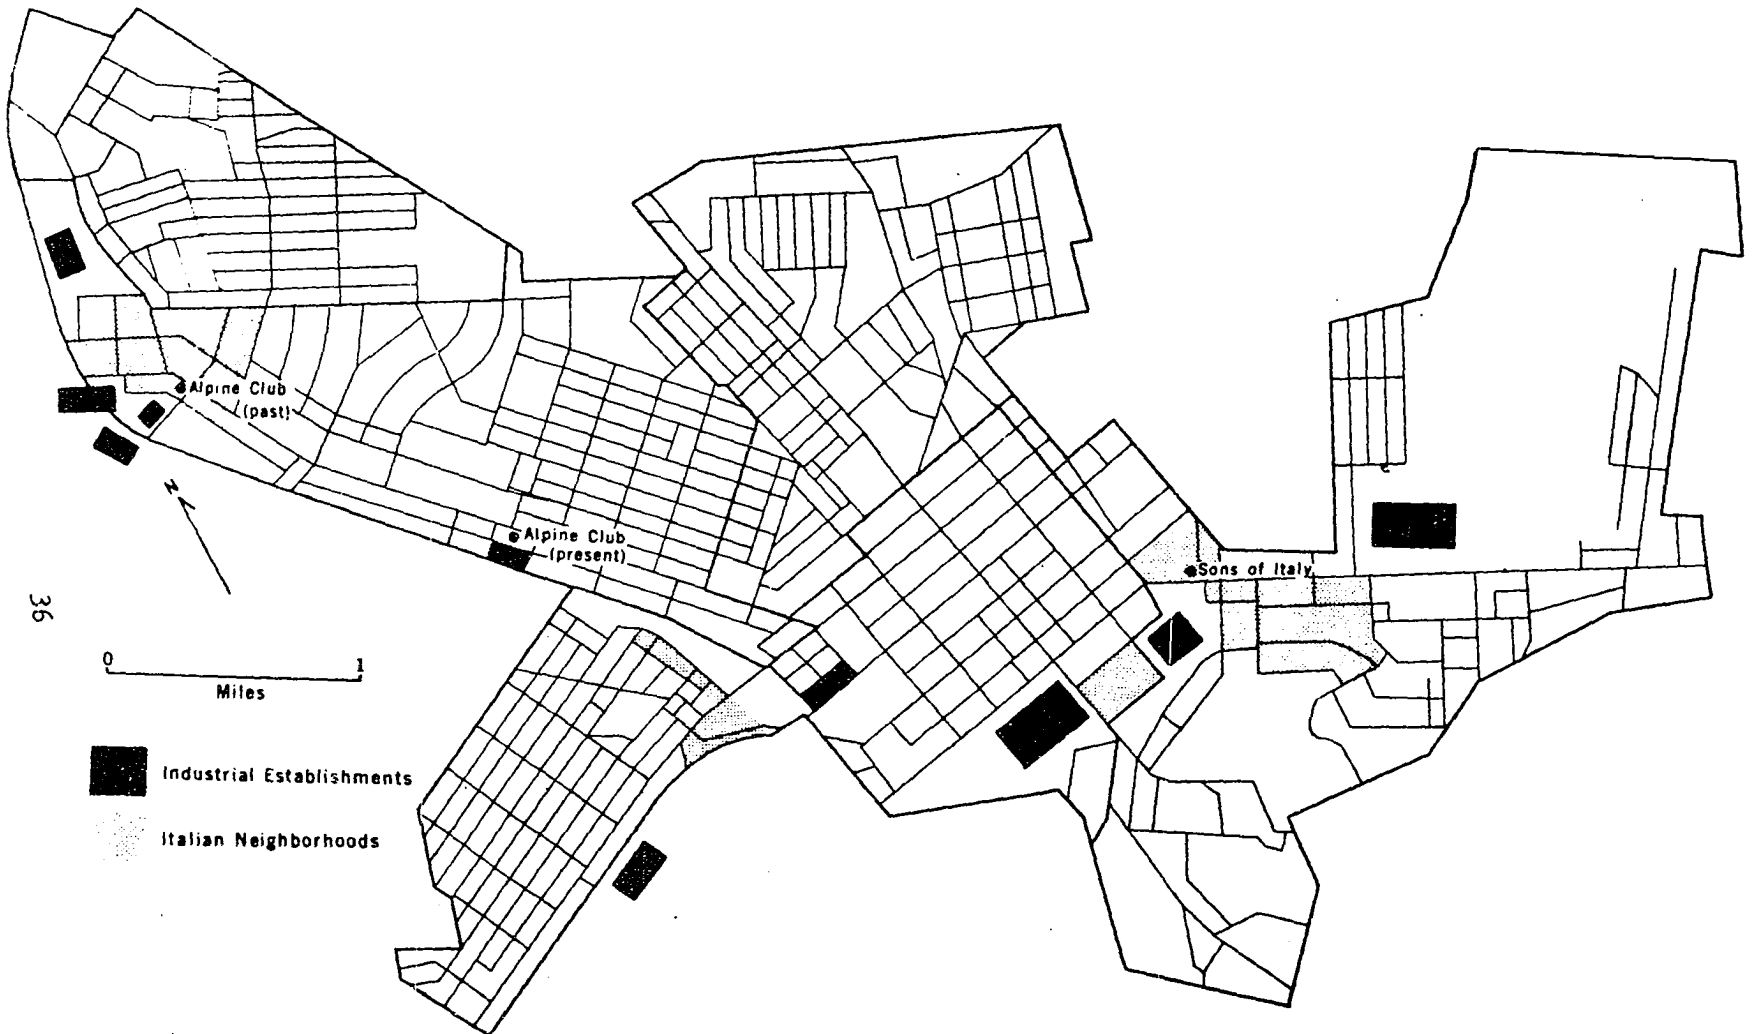 Alpine Club
(past)
N
Alpine Club
(present)
Sons of Italy
36
0 1
Miles
Industrial Establishments
Italian Neighborhoods